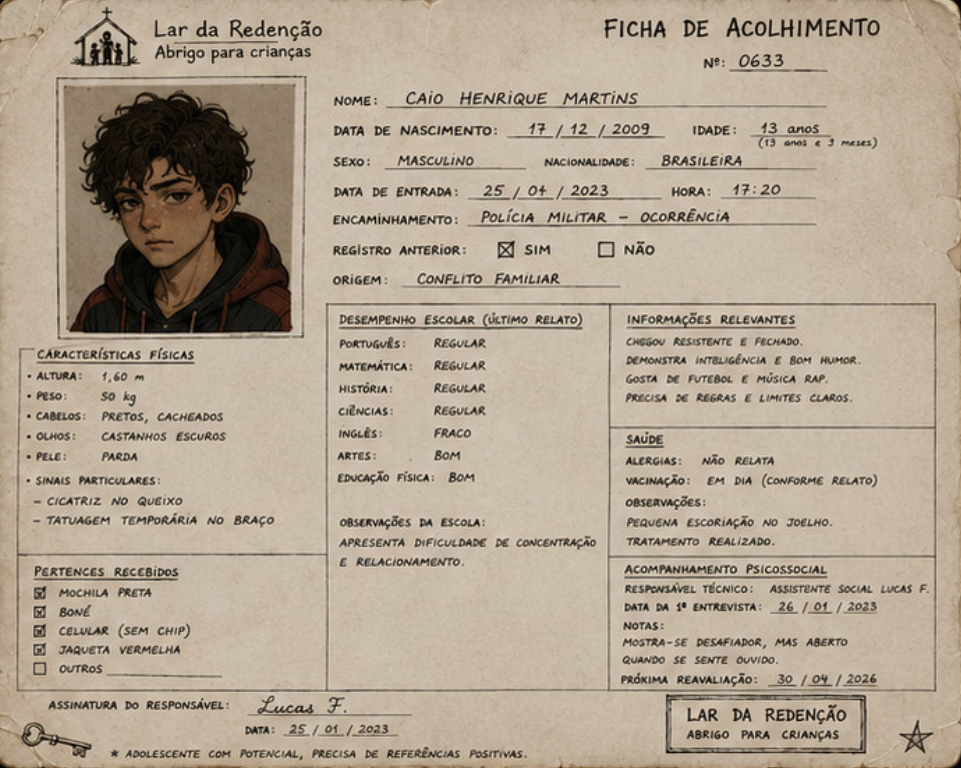 Lar da Redenção
Abrigo para crianças
FICHA DE ACOLHIMENTO
Nº: 0633
NOME: CAIO HENRIQUE MARTINS
DATA DE NASCIMENTO: 17 / 12 / 2009 IDADE: 13 anos
(13 anos e 3 meses)
SEXO: MASCULINO NACIONALIDADE: BRASILEIRA
DATA DE ENTRADA: 25 / 04 / 2023 HORA: 17:20
ENCAMINHAMENTO: POLÍCIA MILITAR – OCORRÊNCIA
REGISTRO ANTERIOR: ☒ SIM ☐ NÃO
ORIGEM: CONFLITO FAMILIAR
CARACTERÍSTICAS FÍSICAS
• ALTURA: 1,60 m
• PESO: 50 kg
• CABELOS: PRETOS, CACHEADOS
• OLHOS: CASTANHOS ESCUROS
• PELE: PARDA
• SINAIS PARTICULARES:
– CICATRIZ NO QUEIXO
– TATUAGEM TEMPORÁRIA NO BRAÇO
PERTENCES RECEBIDOS
☒ MOCHILA PRETA
☒ BONÉ
☒ CELULAR (SEM CHIP)
☒ JAQUETA VERMELHA
☐ OUTROS
DESEMPENHO ESCOLAR (ÚLTIMO RELATO)
PORTUGUÊS: REGULAR
MATEMÁTICA: REGULAR
HISTÓRIA: REGULAR
CIÊNCIAS: REGULAR
INGLÊS: FRACO
ARTES: BOM
EDUCAÇÃO FÍSICA: BOM
OBSERVAÇÕES DA ESCOLA:
APRESENTA DIFICULDADE DE CONCENTRAÇÃO
E RELACIONAMENTO.
INFORMAÇÕES RELEVANTES
CHEGOU RESISTENTE E FECHADO.
DEMONSTRA INTELIGÊNCIA E BOM HUMOR.
GOSTA DE FUTEBOL E MÚSICA RAP.
PRECISA DE REGRAS E LIMITES CLAROS.
SAÚDE
ALERGIAS: NÃO RELATA
VACINAÇÃO: EM DIA (CONFORME RELATO)
OBSERVAÇÕES:
PEQUENA ESCORIAÇÃO NO JOELHO.
TRATAMENTO REALIZADO.
ACOMPANHAMENTO PSICOSSOCIAL
RESPONSÁVEL TÉCNICO: ASSISTENTE SOCIAL LUCAS F.
DATA DA 1ª ENTREVISTA: 26 / 01 / 2023
NOTAS:
MOSTRA-SE DESAFIADOR, MAS ABERTO
QUANDO SE SENTE OUVIDO.
PRÓXIMA REAVALIAÇÃO: 30 / 04 / 2026
ASSINATURA DO RESPONSÁVEL: Lucas F.
DATA: 25 / 01 / 2023
* ADOLESCENTE COM POTENCIAL, PRECISA DE REFERÊNCIAS POSITIVAS.
LAR DA REDENÇÃO
ABRIGO PARA CRIANÇAS